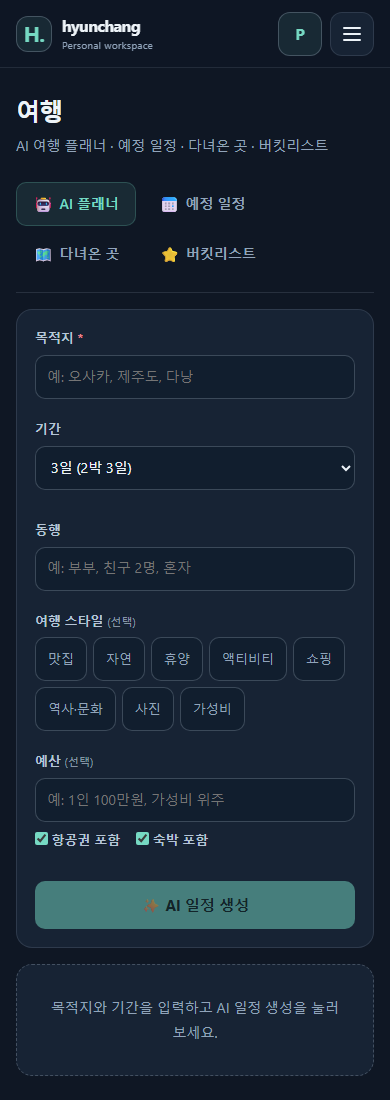 H.
hyunchang
Personal workspace
P
여행
AI 여행 플래너 · 예정 일정 · 다녀온 곳 · 버킷리스트
AI 플래너
예정 일정
다녀온 곳
버킷리스트
목적지 *
예: 오사카, 제주도, 다낭
기간
3일 (2박 3일)
동행
예: 부부, 친구 2명, 혼자
여행 스타일 (선택)
맛집 자연 휴양 액티비티 쇼핑
역사·문화 사진 가성비
예산 (선택)
예: 1인 100만원, 가성비 위주
항공권 포함 숙박 포함
✨ AI 일정 생성
목적지와 기간을 입력하고 AI 일정 생성을 눌러
보세요.